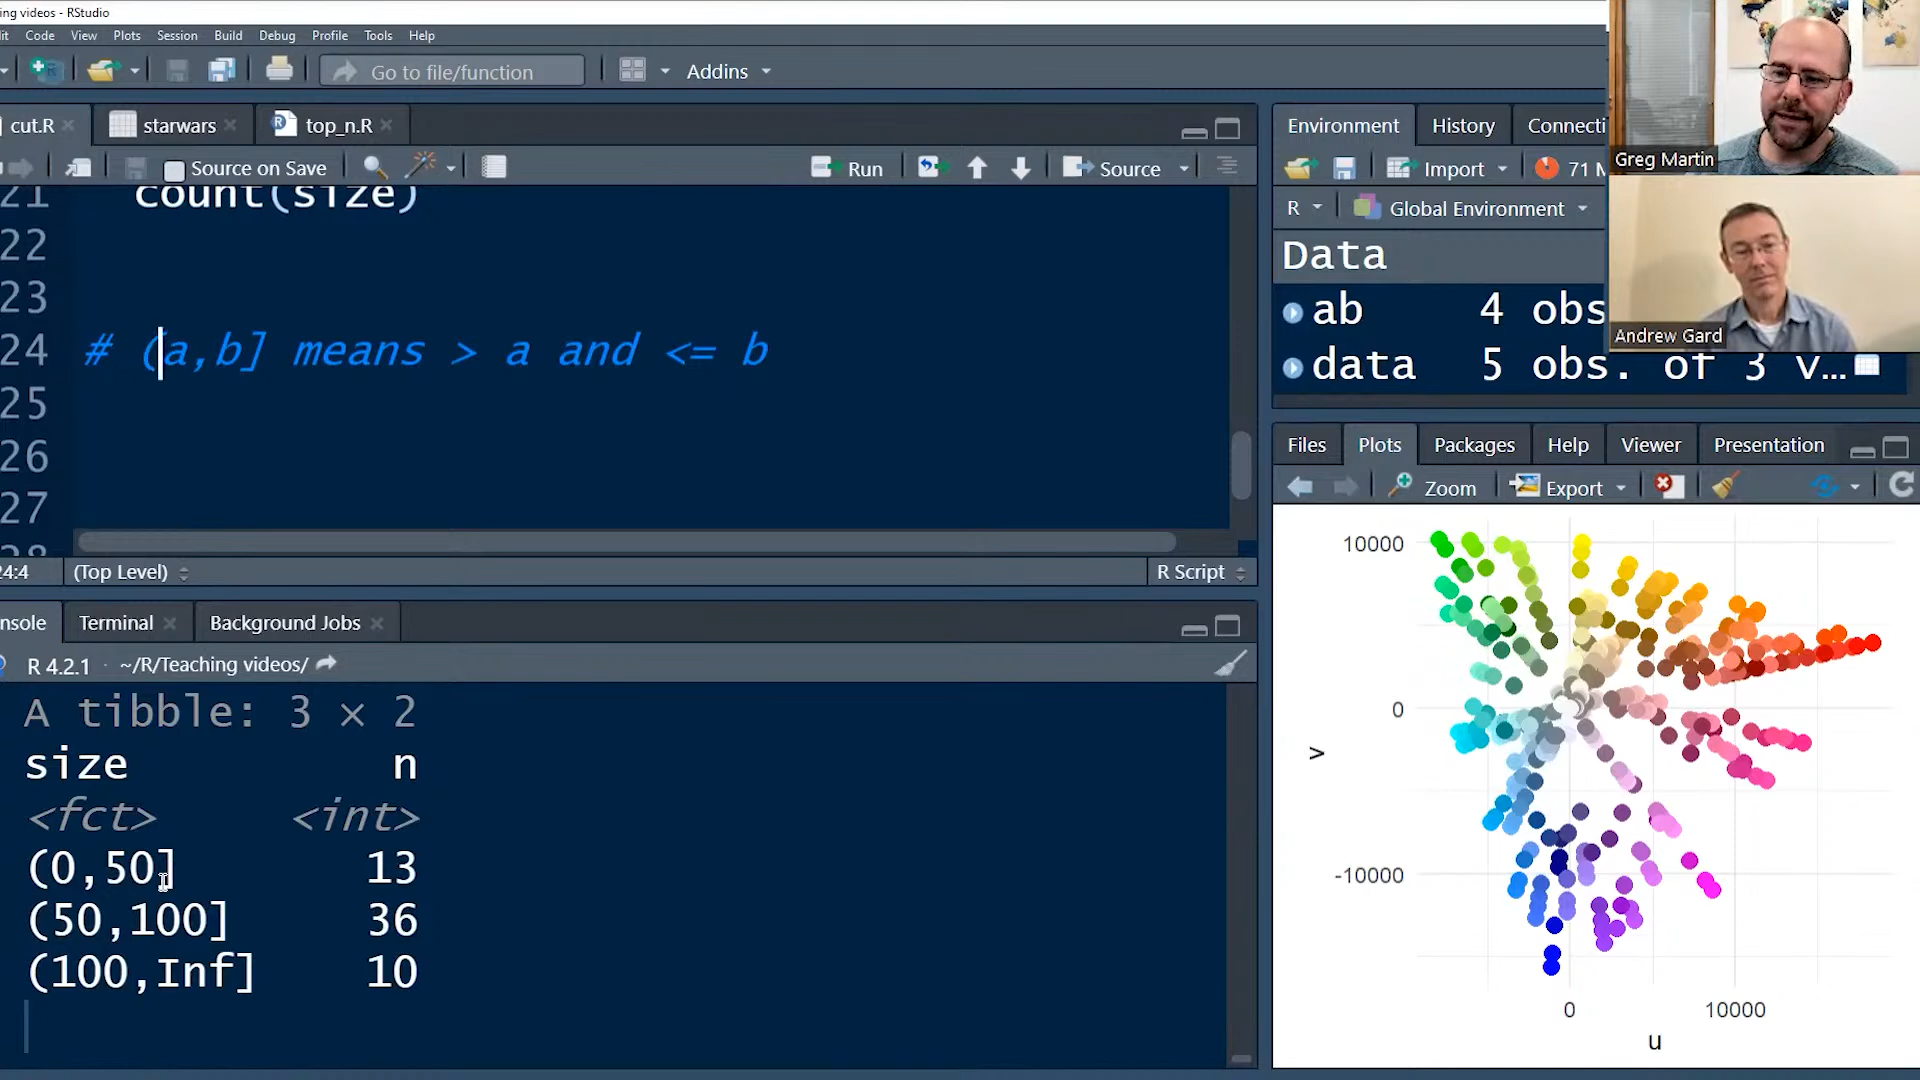 ing videos - RStudio
it Code View Plots Session Build Debug Profile Tools Help
Go to file/function Addins
cut.R starwars top_n.R
Source on Save Run Source
21 count(size)
22
23
24 # (a,b] means > a and <= b
25
26
27
28
24:4 (Top Level) R Script
nsole Terminal Background Jobs
R 4.2.1 · ~/R/Teaching videos/
A tibble: 3 × 2
size n
<fct> <int>
(0,50] 13
(50,100] 36
(100,Inf] 10
Environment History Connecti
Import 71 M
R Global Environment
Data
ab 4 obs.
data 5 obs. of 3 v...
Greg Martin
Andrew Gard
Files Plots Packages Help Viewer Presentation
Zoom Export
10000
0
-10000
v
0 10000
u